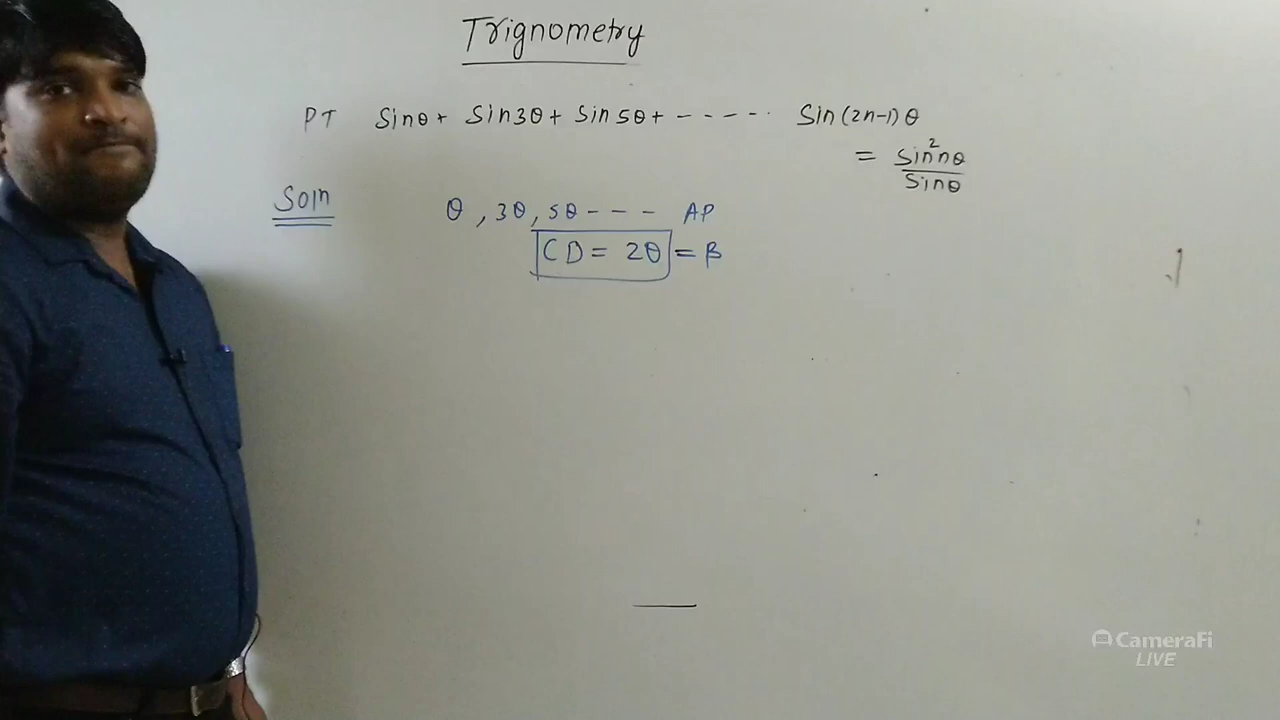 Trignometry
PT Sinθ + Sin3θ + Sin5θ + ----- Sin(2n-1)θ
= Sin²nθ / Sinθ
Soln θ, 3θ, 5θ --- AP
CD = 2θ = β
CameraFi
LIVE